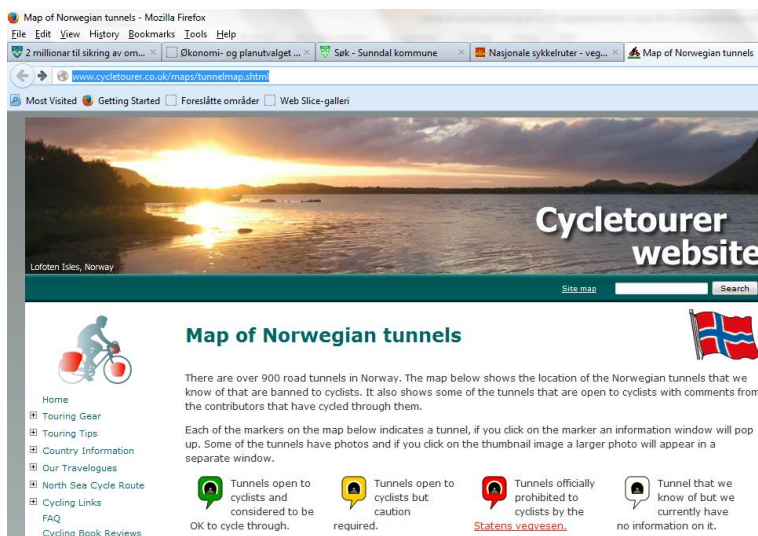 Map of Norwegian tunnels - Mozilla Firefox
File Edit View History Bookmarks Tools Help
2 millionar til sikring av om... × Økonomi- og planutvalget ... × Søk - Sunndal kommune × Nasjonale sykkelruter - veg... × Map of Norwegian tunnels
www.cycletourer.co.uk/maps/tunnelmap.shtml
Most Visited Getting Started Foreslåtte områder Web Slice-galleri
Cycletourer
website
Lofoten Isles, Norway
Site map Search
Map of Norwegian tunnels
There are over 900 road tunnels in Norway. The map below shows the location of the Norwegian tunnels that we
know of that are banned to cyclists. It also shows some of the tunnels that are open to cyclists with comments from
the contributors that have cycled through them.
Each of the markers on the map below indicates a tunnel, if you click on the marker an information window will pop
up. Some of the tunnels have photos and if you click on the thumbnail image a larger photo will appear in a
separate window.
Tunnels open to
cyclists and
considered to be
OK to cycle through.
Tunnels open to
cyclists but
caution
required.
Tunnels officially
prohibited to
cyclists by the
Statens vegvesen.
Tunnel that we
know of but we
currently have
no information on it.
Home
Touring Gear
Touring Tips
Country Information
Our Travelogues
North Sea Cycle Route
Cycling Links
FAQ
Cycling Book Reviews